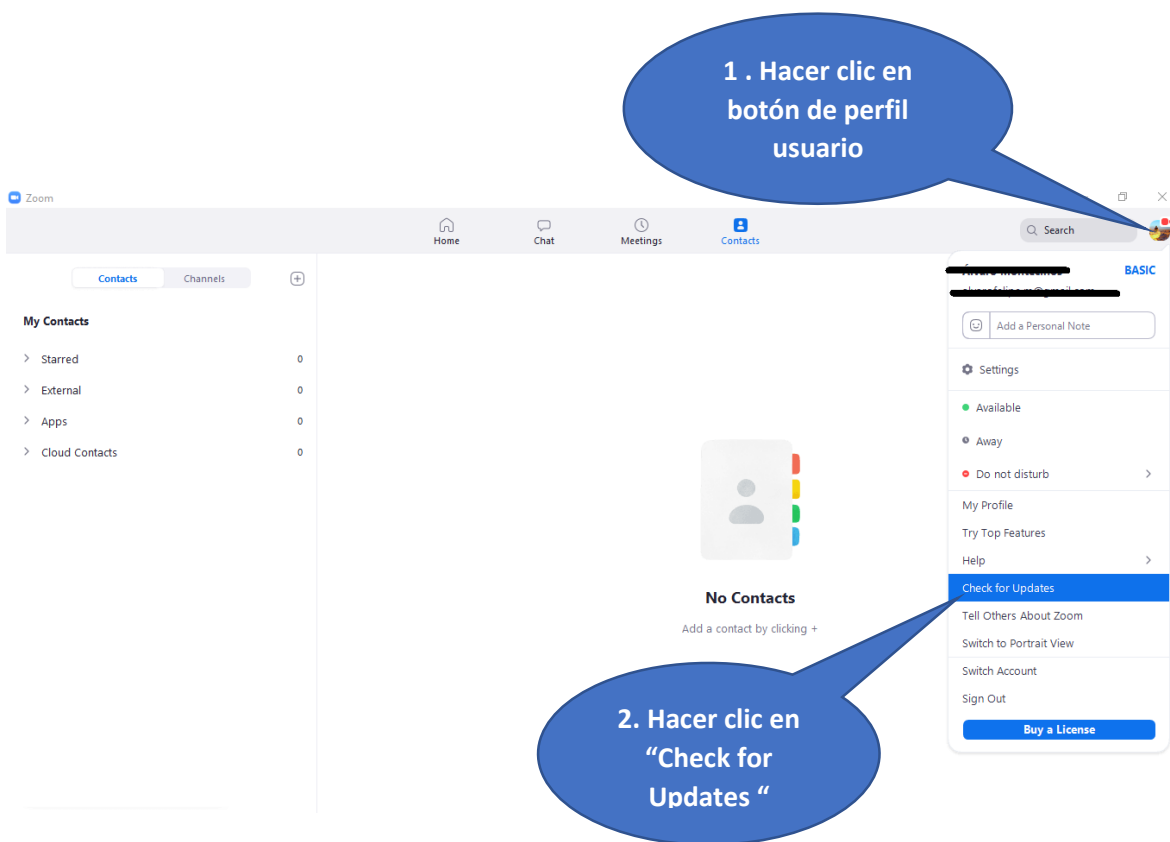 1 . Hacer clic en
botón de perfil
usuario
Zoom
Home
Chat
Meetings
Contacts
Search
Contacts
Channels
BASIC
My Contacts
Add a Personal Note
Starred 0
External 0
Apps 0
Cloud Contacts 0
Settings
Available
Away
Do not disturb
My Profile
Try Top Features
Help
Check for Updates
Tell Others About Zoom
Switch to Portrait View
Switch Account
Sign Out
Buy a License
No Contacts
Add a contact by clicking +
2. Hacer clic en
“Check for
Updates “